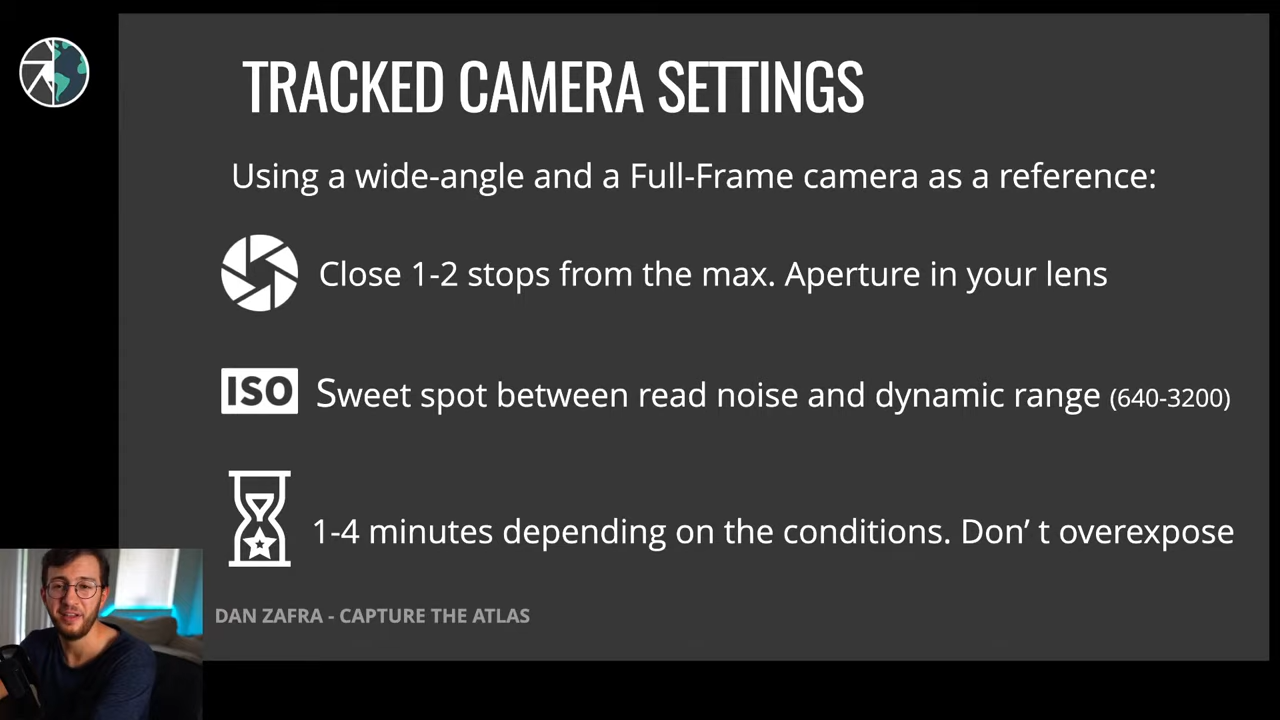 TRACKED CAMERA SETTINGS
Using a wide-angle and a Full-Frame camera as a reference:
Close 1-2 stops from the max. Aperture in your lens
ISO Sweet spot between read noise and dynamic range (640-3200)
1-4 minutes depending on the conditions. Don’ t overexpose
DAN ZAFRA - CAPTURE THE ATLAS